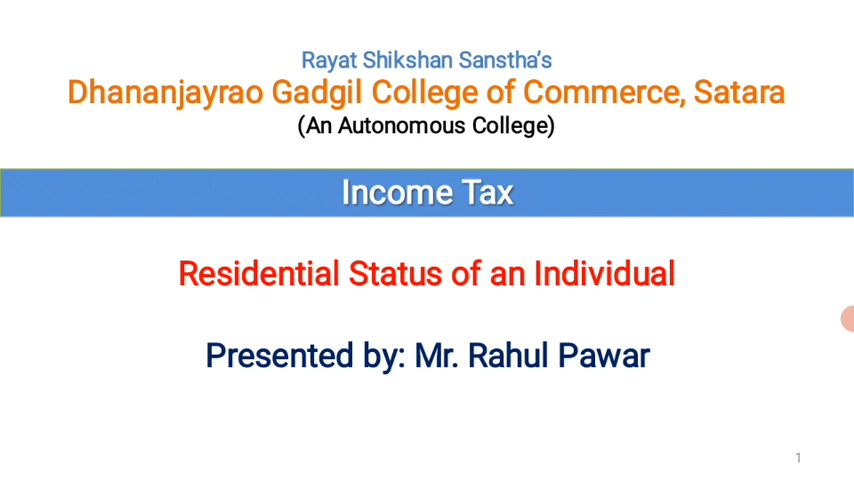 Rayat Shikshan Sanstha's
Dhananjayrao Gadgil College of Commerce, Satara
(An Autonomous College)
Income Tax
Residential Status of an Individual
Presented by: Mr. Rahul Pawar
1